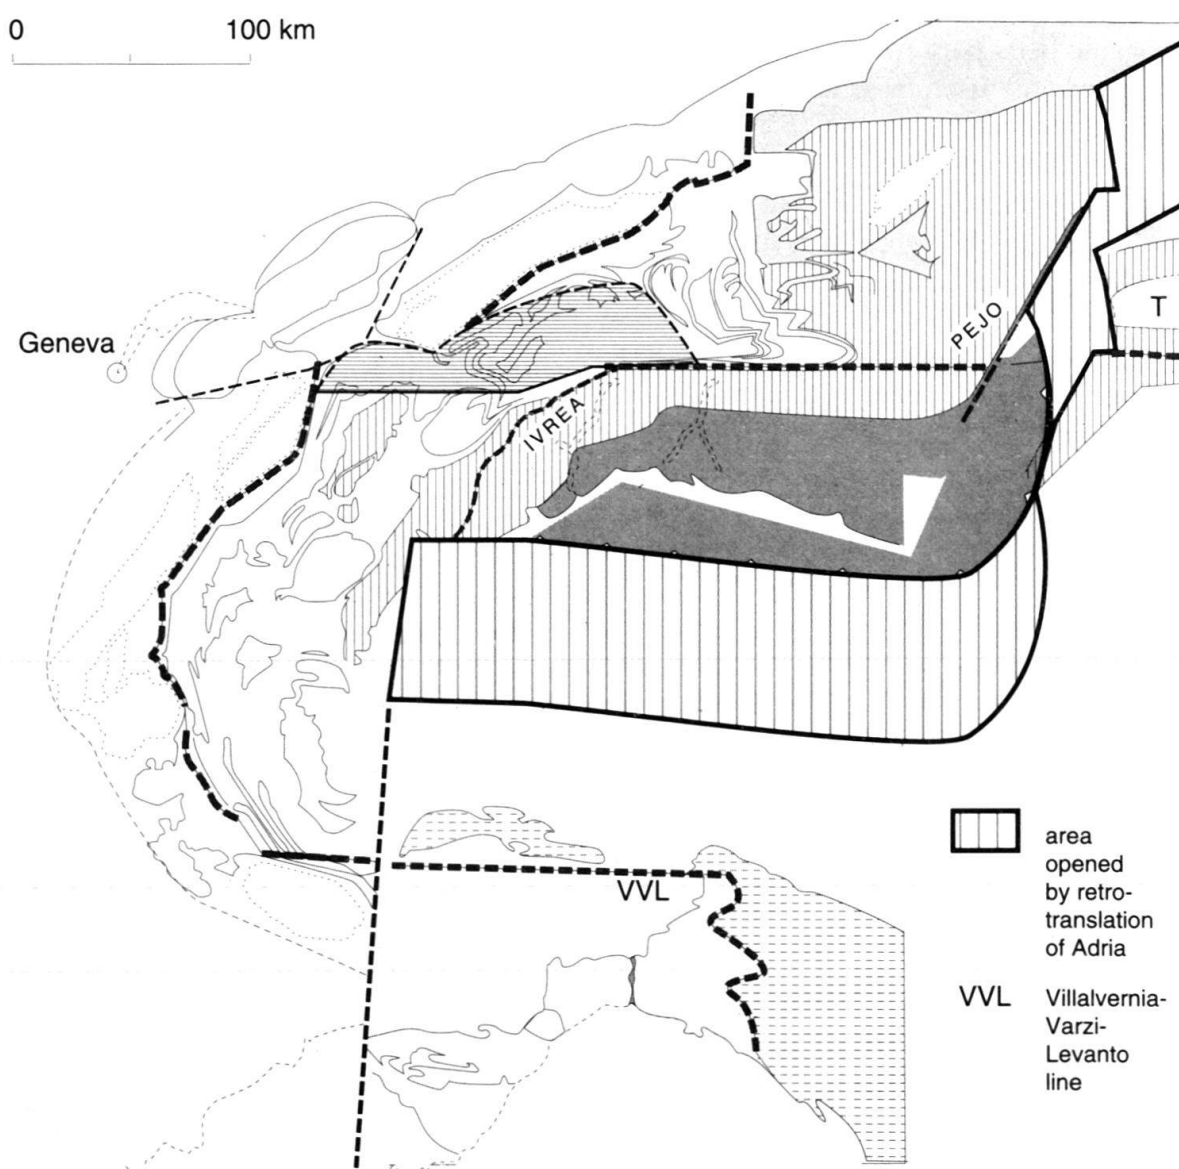 0 100 km
Geneva
PEJO
T
IVREA
VVL
area
opened
by retro-
translation
of Adria
VVL Villalvernia-
Varzi-
Levanto
line